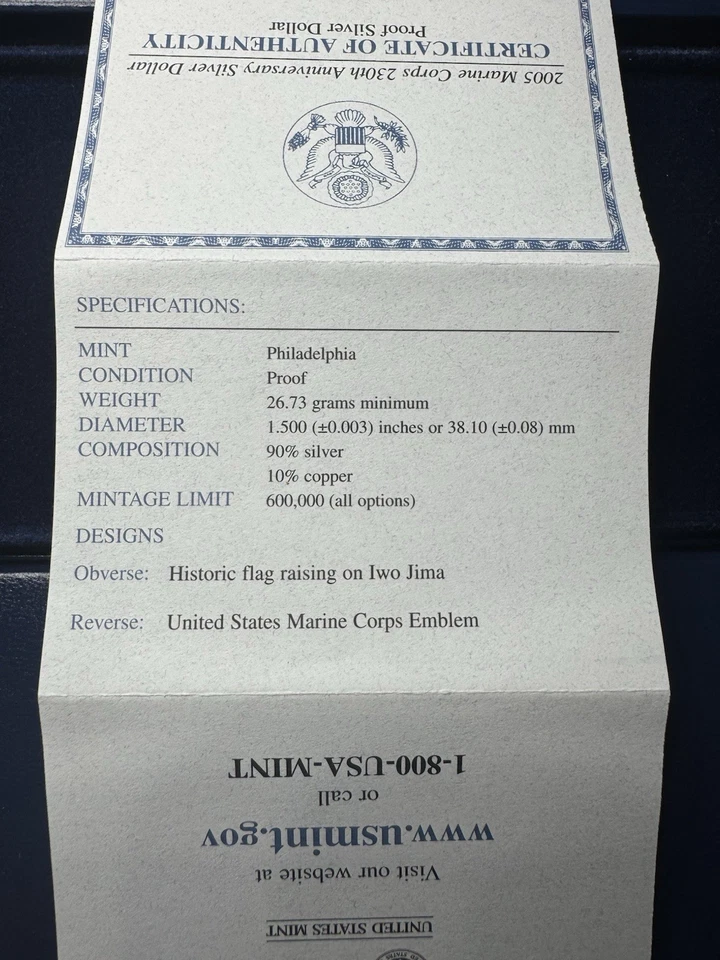 CERTIFICATE OF AUTHENTICITY
Proof Silver Dollar
2005 Marine Corps 230th Anniversary Silver Dollar
SPECIFICATIONS:
MINT Philadelphia
CONDITION Proof
WEIGHT 26.73 grams minimum
DIAMETER 1.500 (±0.003) inches or 38.10 (±0.08) mm
COMPOSITION 90% silver
10% copper
MINTAGE LIMIT 600,000 (all options)
DESIGNS
Obverse: Historic flag raising on Iwo Jima
Reverse: United States Marine Corps Emblem
UNITED STATES MINT
Visit our website at
www.usmint.gov
or call
1-800-USA-MINT